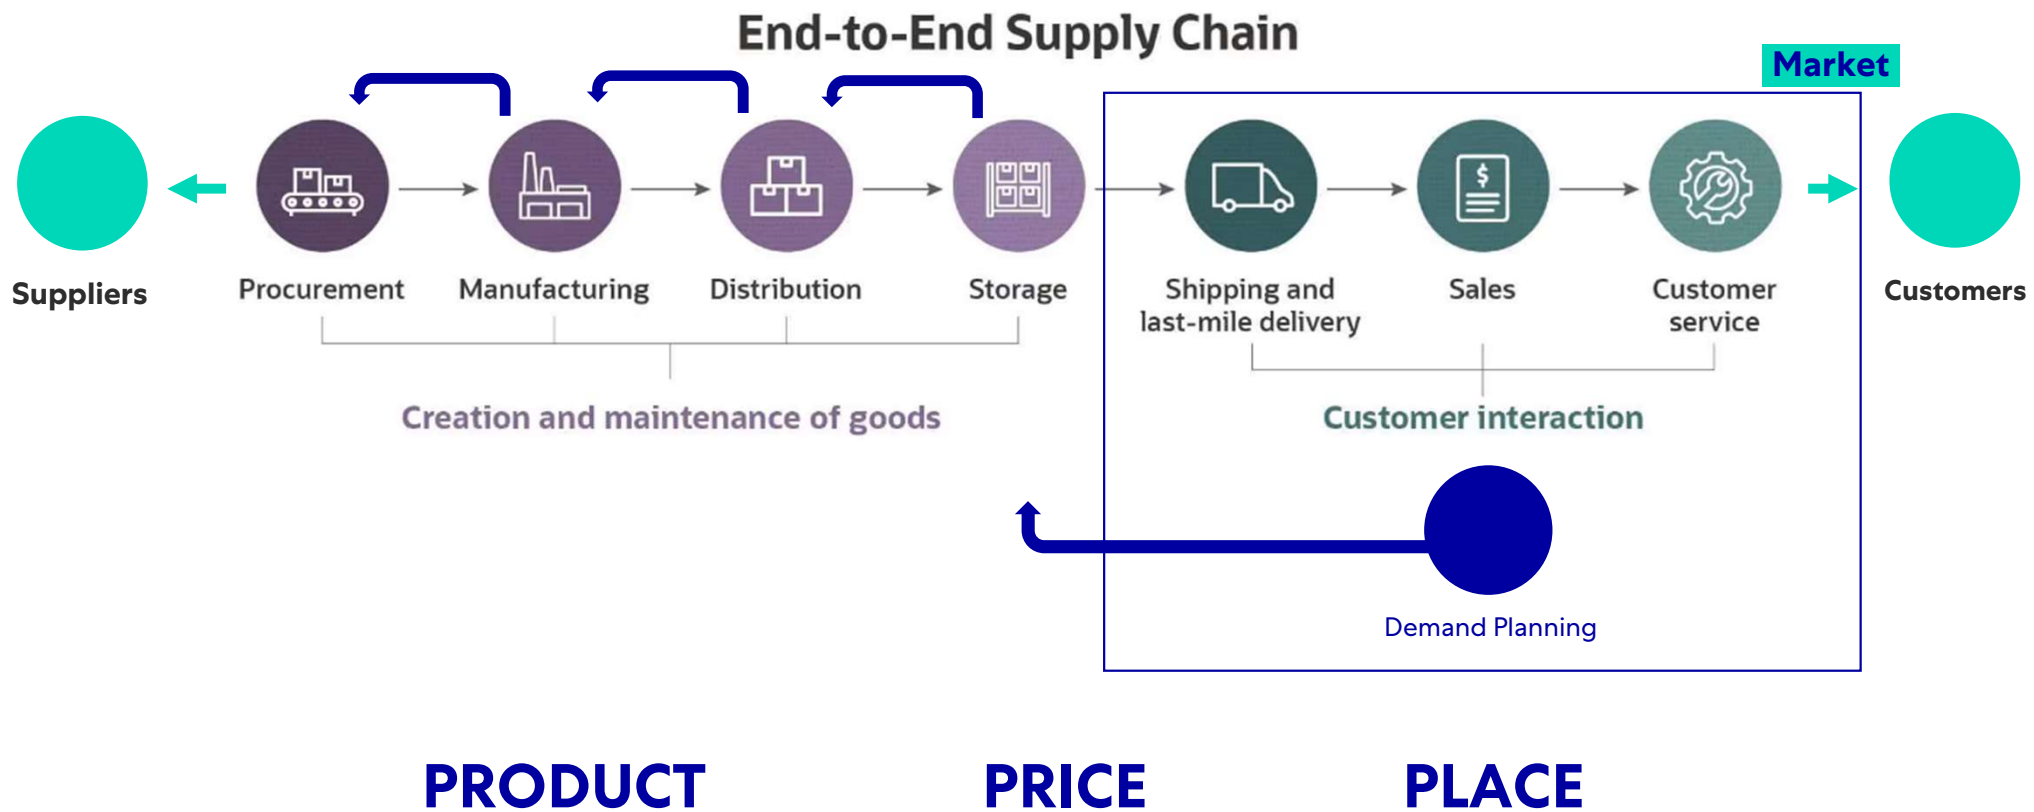 End-to-End Supply Chain
Market
$
Suppliers
Procurement
Manufacturing
Distribution
Storage
Shipping and
last-mile delivery
Sales
Customer
service
Customers
Creation and maintenance of goods
Customer interaction
Demand Planning
PRODUCT
PRICE
PLACE